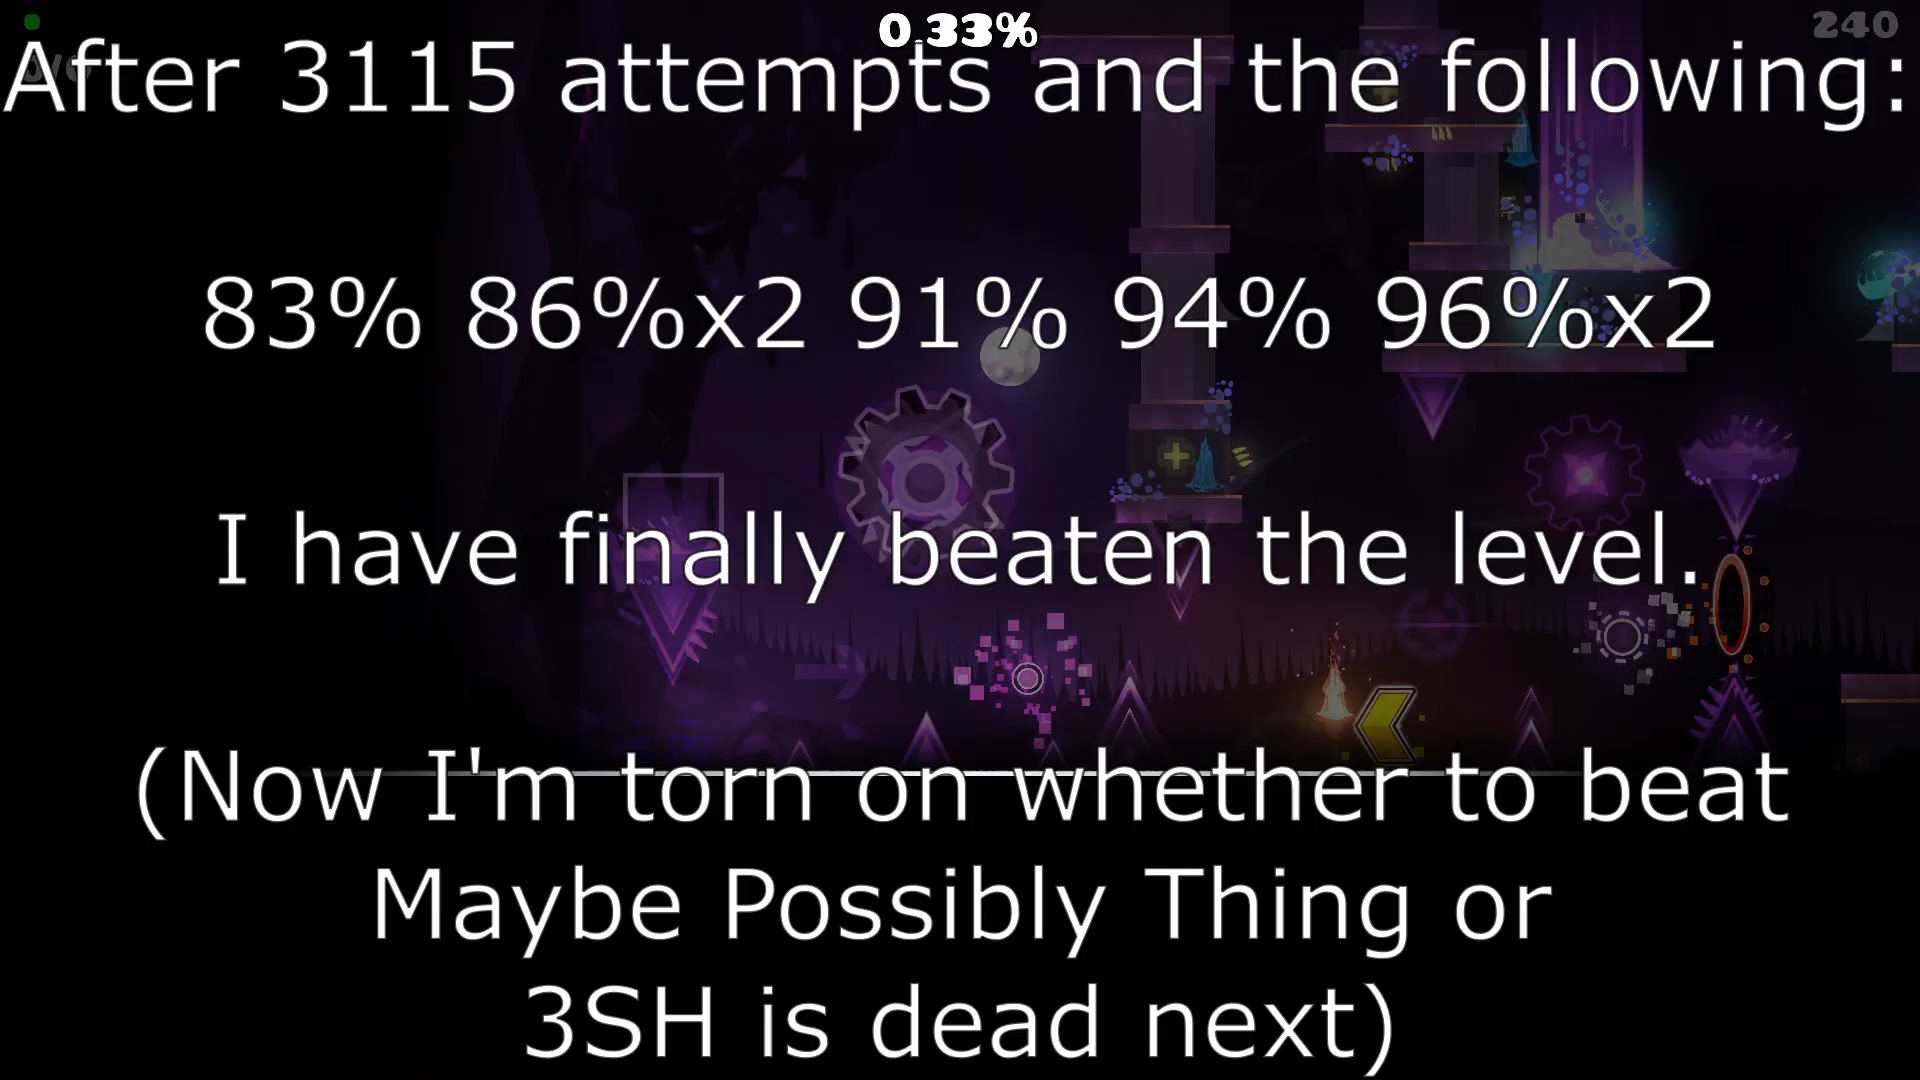 0.33%
240
After 3115 attempts and the following:
83% 86%x2 91% 94% 96%x2
I have finally beaten the level.
(Now I'm torn on whether to beat
Maybe Possibly Thing or
3SH is dead next)